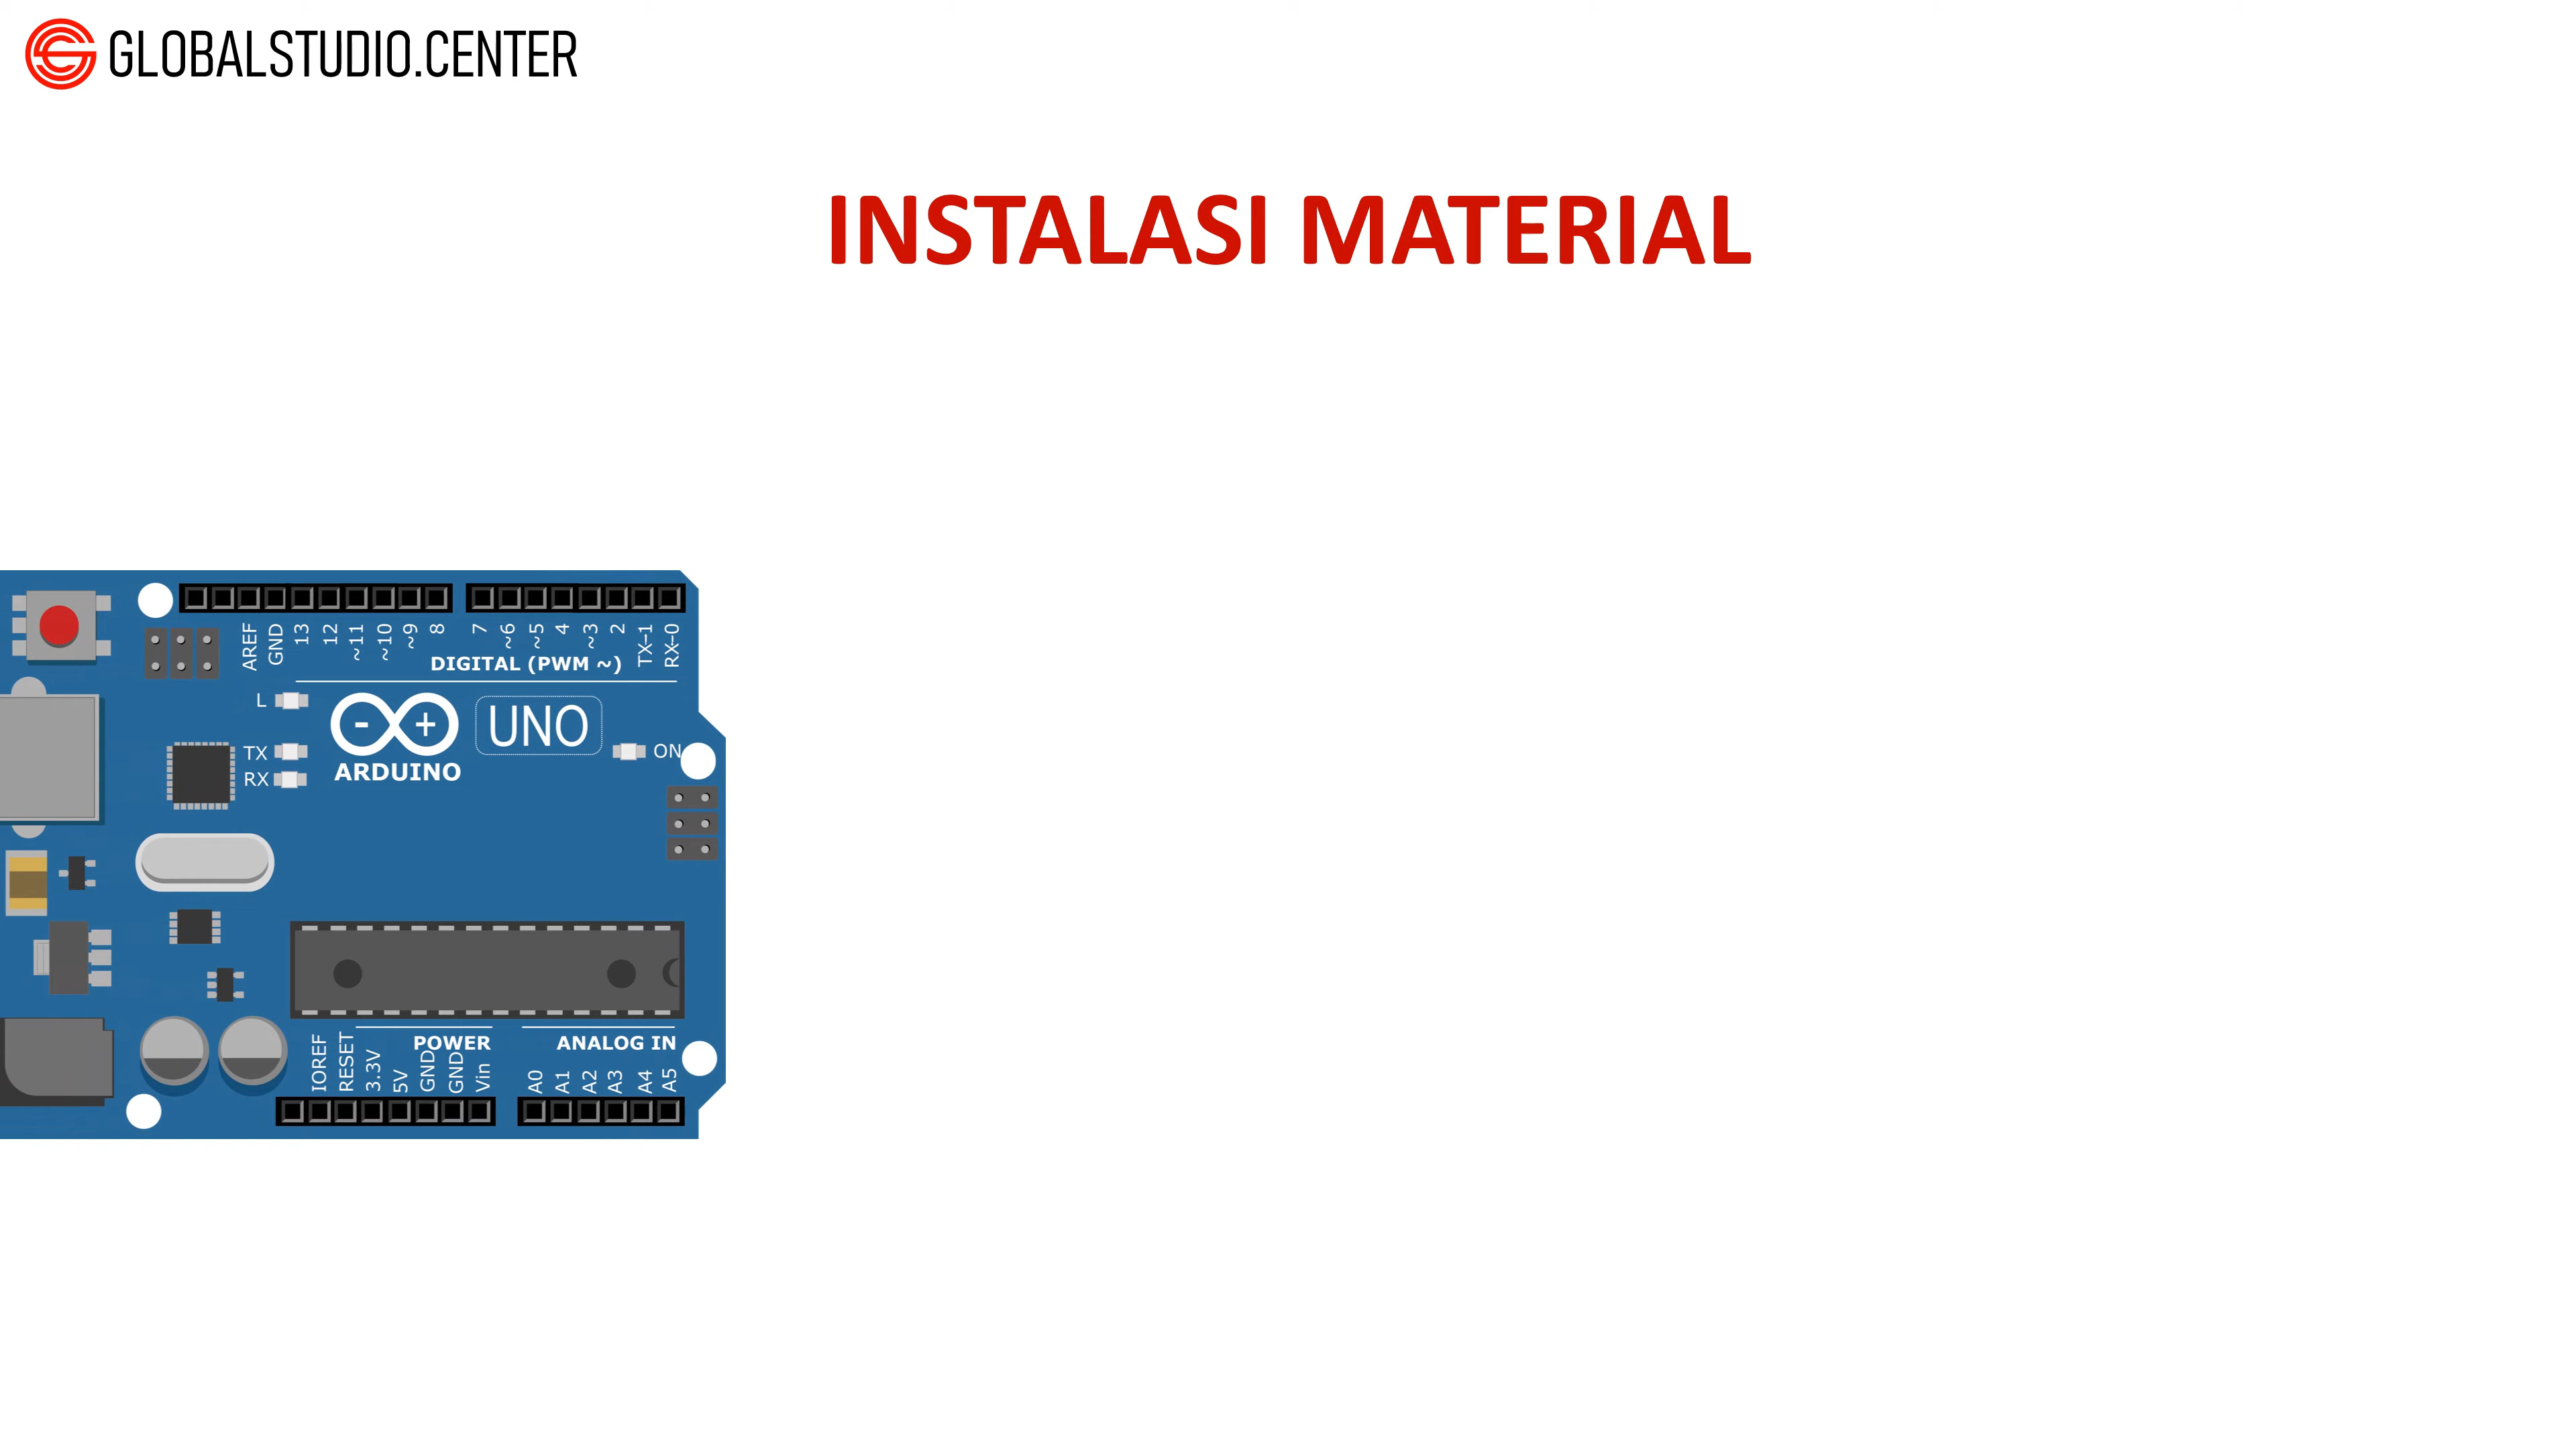 GLOBALSTUDIO.CENTER
INSTALASI MATERIAL
AREF
GND
13
12
~11
~10
~9
8
7
~6
~5
4
~3
2
TX-1
RX-0
DIGITAL (PWM ~)
L
TX
RX
- +
ARDUINO
UNO
ON
POWER
ANALOG IN
IOREF
RESET
3.3V
5V
GND
GND
Vin
A0
A1
A2
A3
A4
A5